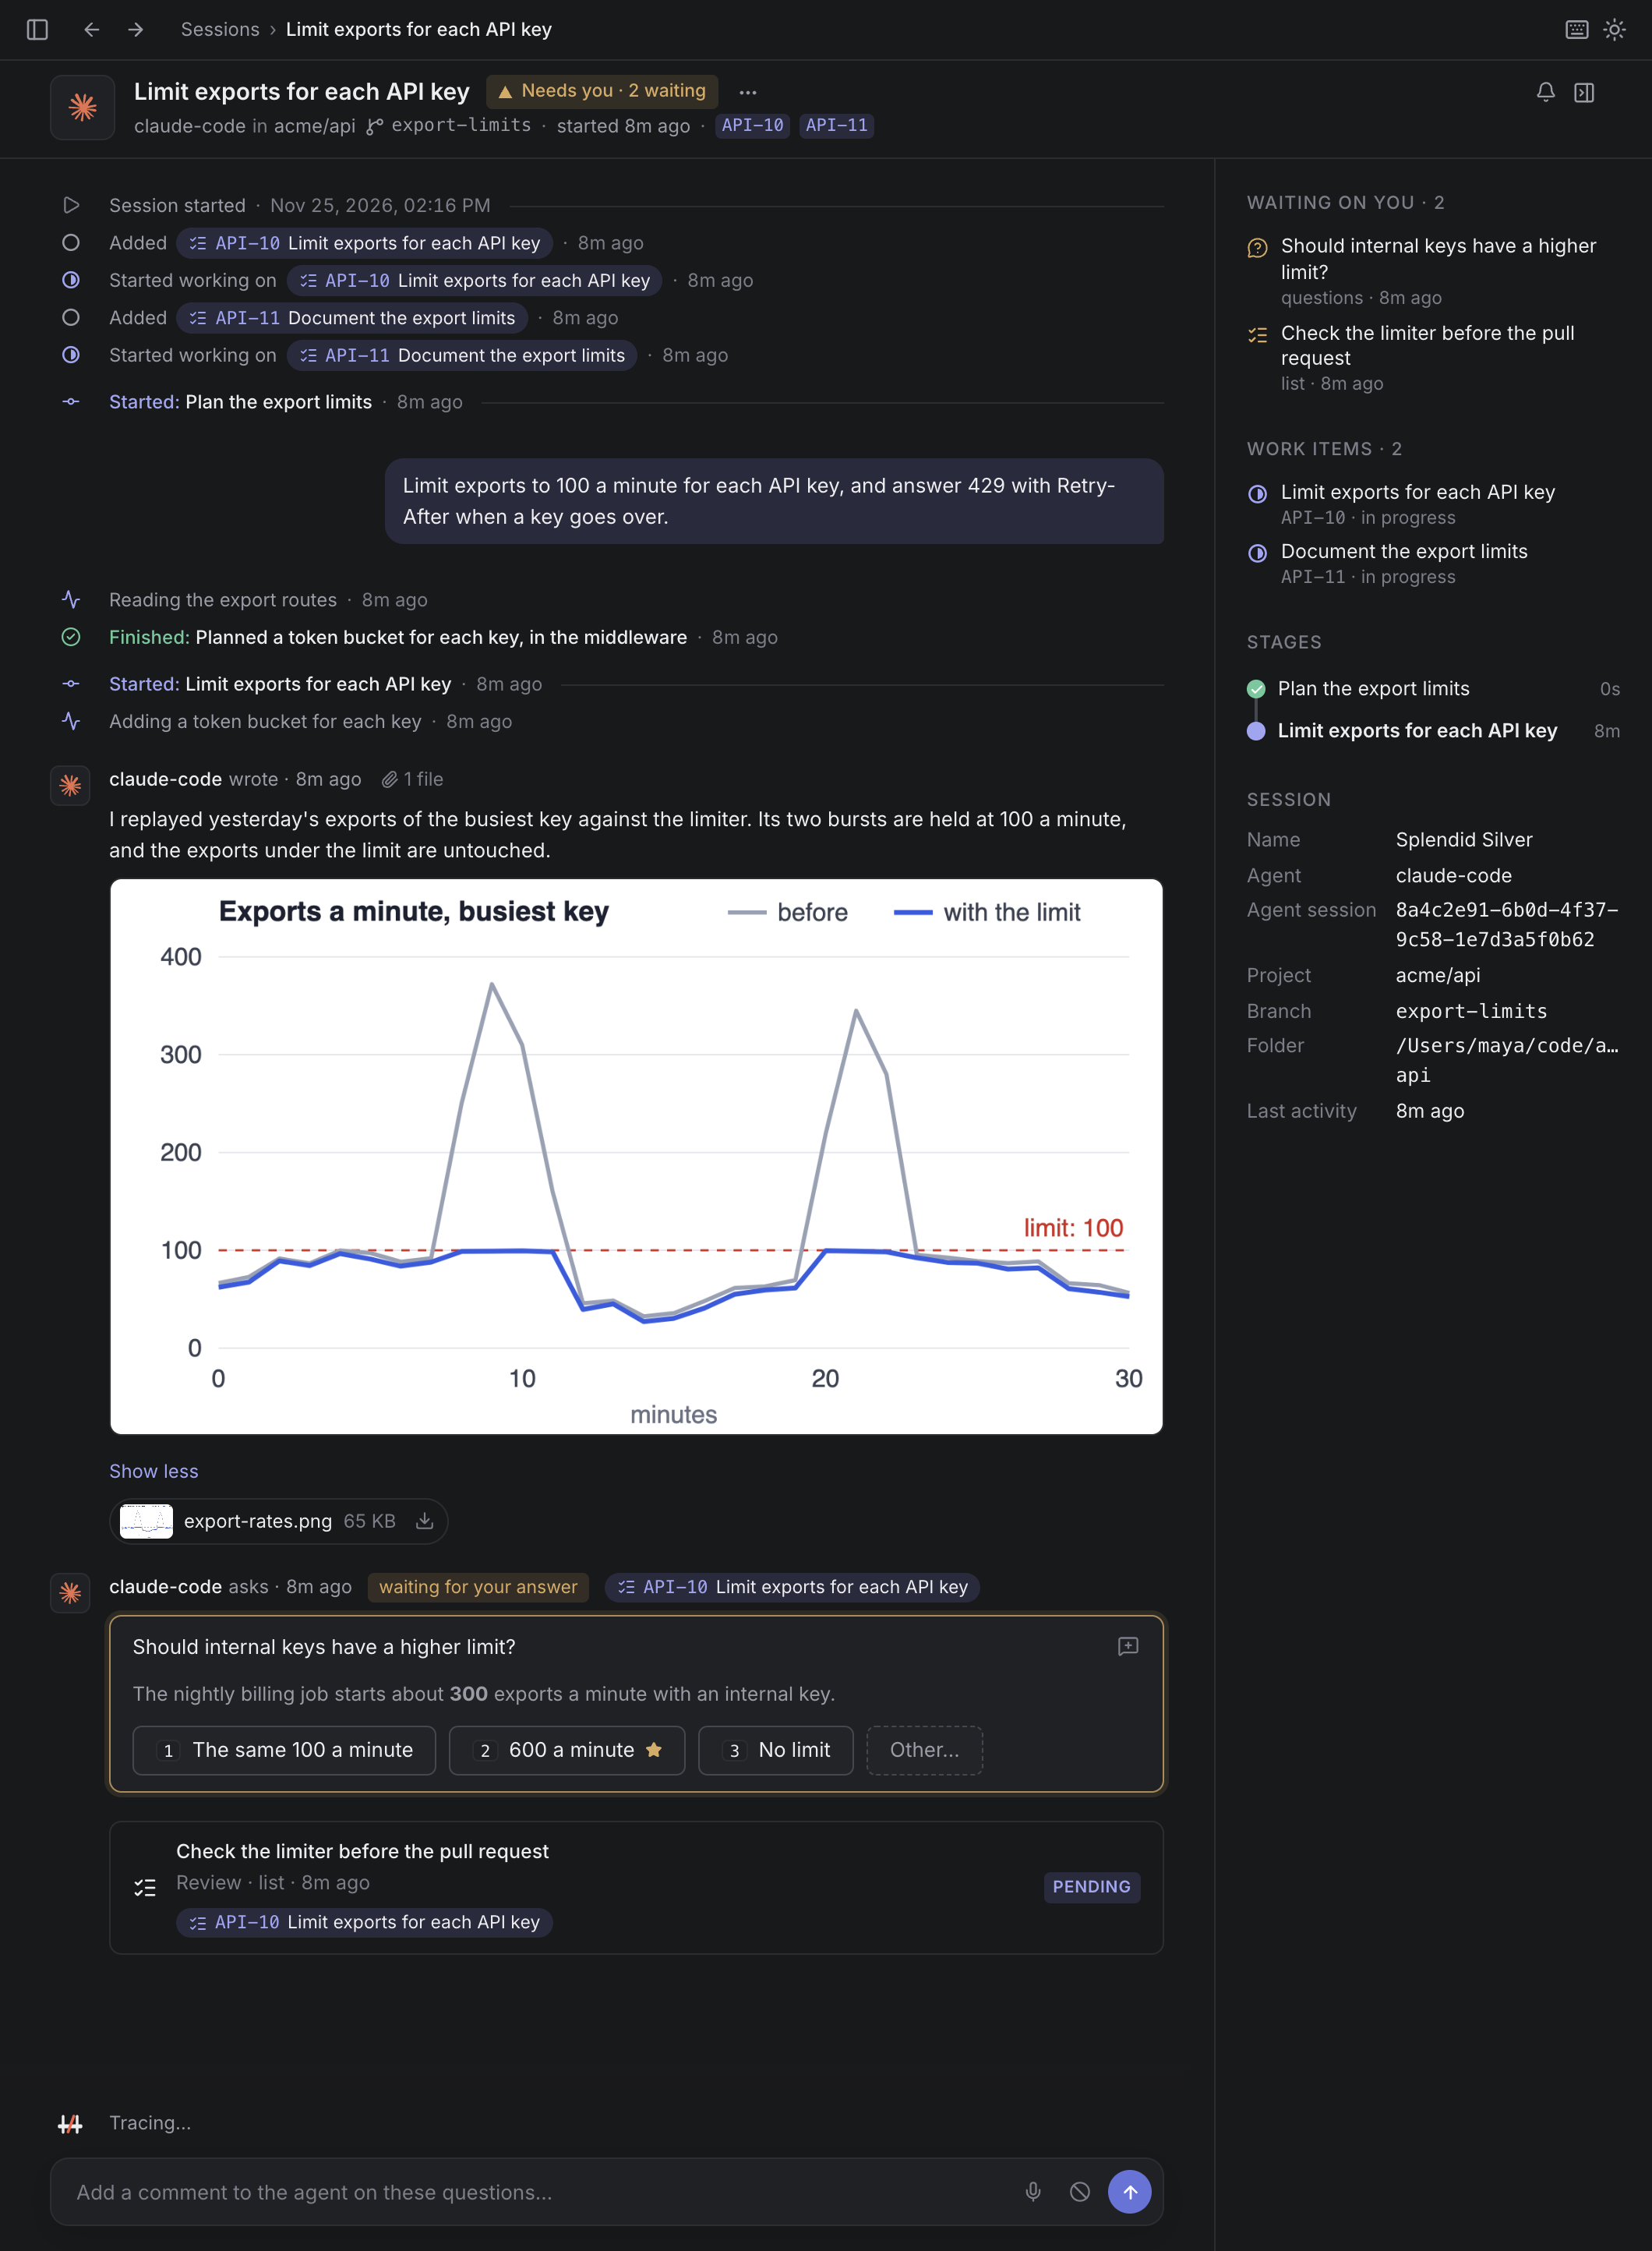 Sessions › Limit exports for each API key
Limit exports for each API key
Needs you · 2 waiting
claude-code in acme/api export-limits · started 8m ago · API-10 API-11
Session started · Nov 25, 2026, 02:16 PM
Added API-10 Limit exports for each API key · 8m ago
Started working on API-10 Limit exports for each API key · 8m ago
Added API-11 Document the export limits · 8m ago
Started working on API-11 Document the export limits · 8m ago
Started: Plan the export limits · 8m ago
Limit exports to 100 a minute for each API key, and answer 429 with Retry-
After when a key goes over.
Reading the export routes · 8m ago
Finished: Planned a token bucket for each key, in the middleware · 8m ago
Started: Limit exports for each API key · 8m ago
Adding a token bucket for each key · 8m ago
claude-code wrote · 8m ago 1 file
I replayed yesterday's exports of the busiest key against the limiter. Its two bursts are held at 100 a minute,
and the exports under the limit are untouched.
Exports a minute, busiest key
before with the limit
400
300
200
limit: 100
100
0
0 10 20 30
minutes
Show less
export-rates.png 65 KB
claude-code asks · 8m ago waiting for your answer API-10 Limit exports for each API key
Should internal keys have a higher limit?
The nightly billing job starts about 300 exports a minute with an internal key.
1 The same 100 a minute
2 600 a minute
3 No limit
Other...
Check the limiter before the pull request
Review · list · 8m ago
API-10 Limit exports for each API key
PENDING
Tracing...
Add a comment to the agent on these questions...
WAITING ON YOU · 2
Should internal keys have a higher
limit?
questions · 8m ago
Check the limiter before the pull
request
list · 8m ago
WORK ITEMS · 2
Limit exports for each API key
API-10 · in progress
Document the export limits
API-11 · in progress
STAGES
Plan the export limits 0s
Limit exports for each API key 8m
SESSION
Name Splendid Silver
Agent claude-code
Agent session 8a4c2e91-6b0d-4f37-
9c58-1e7d3a5f0b62
Project acme/api
Branch export-limits
Folder /Users/maya/code/a…
api
Last activity 8m ago